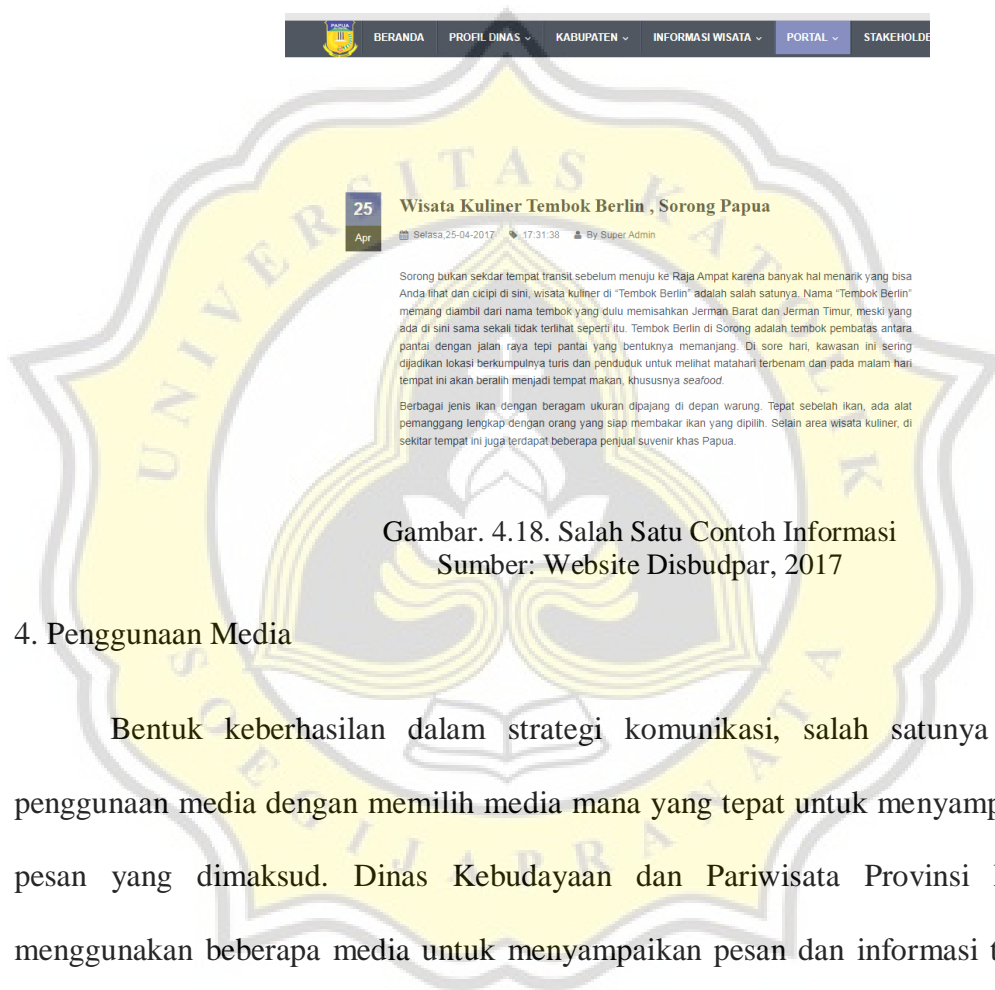 PAPUA
BERANDA PROFIL DINAS KABUPATEN INFORMASI WISATA PORTAL STAKEHOLDE
UNIVERSITAS KATOLIK
25
Apr
Wisata Kuliner Tembok Berlin , Sorong Papua
Selasa,25-04-2017 17:31:38 By Super Admin
Sorong bukan sekdar tempat transit sebelum menuju ke Raja Ampat karena banyak hal menarik yang bisa
Anda lihat dan cicipi di sini, wisata kuliner di “Tembok Berlin” adalah salah satunya. Nama “Tembok Berlin”
memang diambil dari nama tembok yang dulu memisahkan Jerman Barat dan Jerman Timur, meski yang
ada di sini sama sekali tidak terlihat seperti itu. Tembok Berlin di Sorong adalah tembok pembatas antara
pantai dengan jalan raya tepi pantai yang bentuknya memanjang. Di sore hari, kawasan ini sering
dijadikan lokasi berkumpulnya turis dan penduduk untuk melihat matahari terbenam dan pada malam hari
tempat ini akan beralih menjadi tempat makan, khususnya seafood.
Berbagai jenis ikan dengan beragam ukuran dipajang di depan warung. Tepat sebelah ikan, ada alat
pemanggang lengkap dengan orang yang siap membakar ikan yang dipilih. Selain area wisata kuliner, di
sekitar tempat ini juga terdapat beberapa penjual suvenir khas Papua.
Gambar. 4.18. Salah Satu Contoh Informasi
Sumber: Website Disbudpar, 2017
4. Penggunaan Media
Bentuk keberhasilan dalam strategi komunikasi, salah satunya
penggunaan media dengan memilih media mana yang tepat untuk menyamp
pesan yang dimaksud. Dinas Kebudayaan dan Pariwisata Provinsi
menggunakan beberapa media untuk menyampaikan pesan dan informasi t
SOEGIJAPRANATA